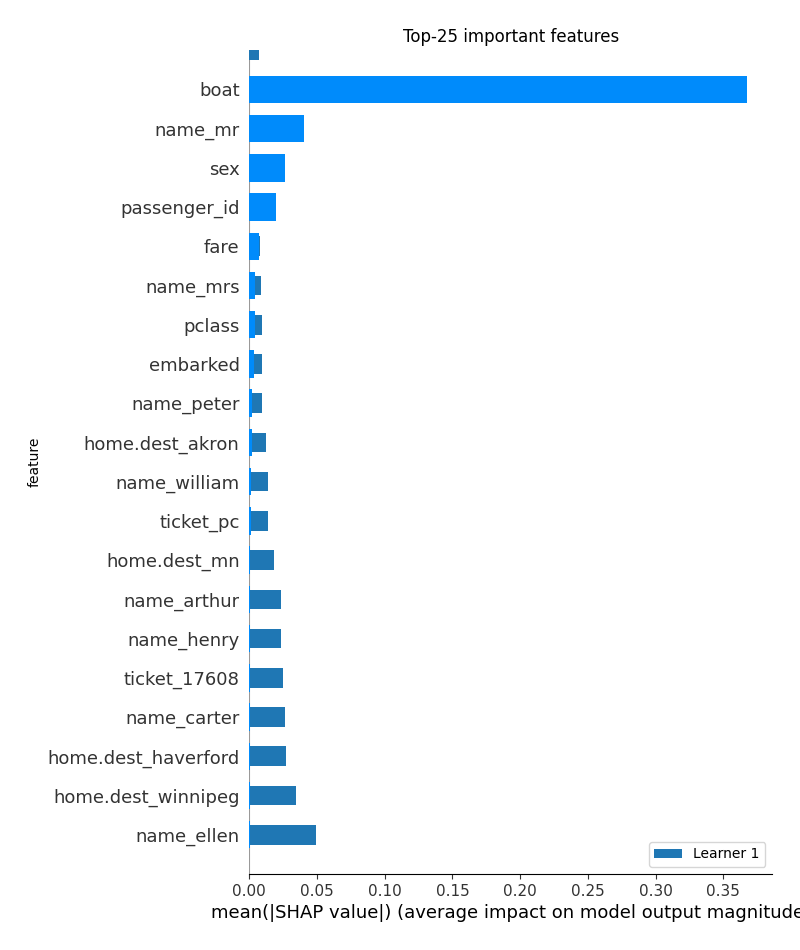 Top-25 important features
boat
name_mr
sex
passenger_id
fare
name_mrs
pclass
embarked
name_peter
home.dest_akron
name_william
ticket_pc
home.dest_mn
name_arthur
name_henry
ticket_17608
name_carter
home.dest_haverford
home.dest_winnipeg
name_ellen
feature
Learner 1
0.00 0.05 0.10 0.15 0.20 0.25 0.30 0.35
mean(|SHAP value|) (average impact on model output magnitude